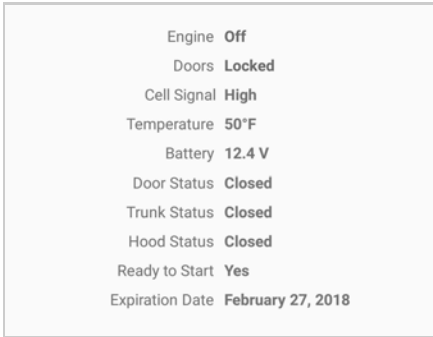 Engine Off
Doors Locked
Cell Signal High
Temperature 50°F
Battery 12.4 V
Door Status Closed
Trunk Status Closed
Hood Status Closed
Ready to Start Yes
Expiration Date February 27, 2018